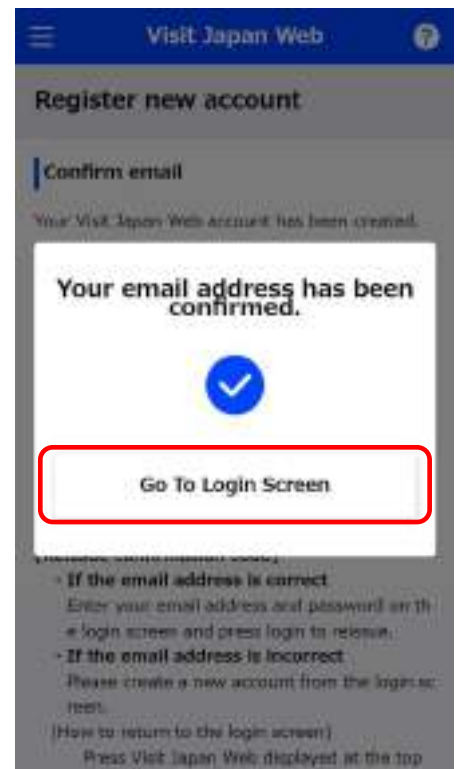 Visit Japan Web
?
Register new account
Confirm email
Your Visit Japan Web account has been created.
Your email address has been
confirmed.
Go To Login Screen
- If the email address is correct
Enter your email address and password on th
e login screen and press login to reissue.
- If the email address is incorrect
Please create a new account from the login sc
reen.
(How to return to the login screen)
Press Visit Japan Web displayed at the top